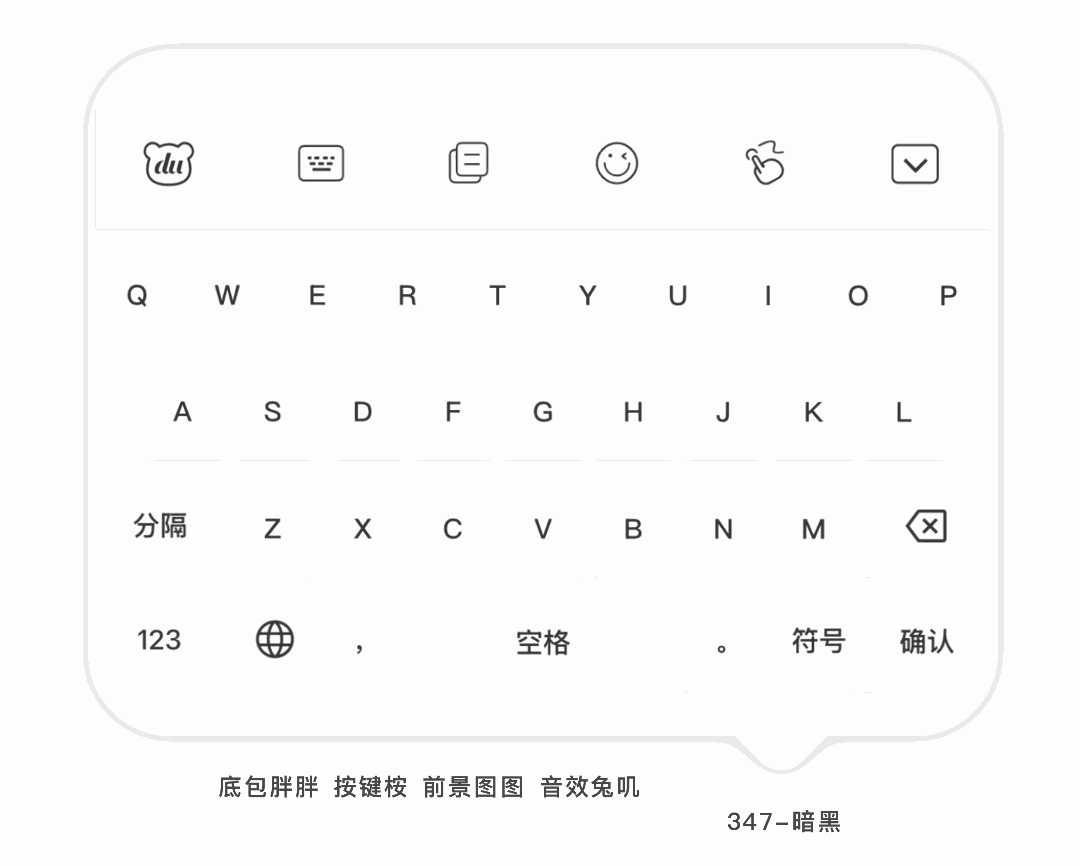 du
Q W E R T Y U I O P
A S D F G H J K L
分隔 Z X C V B N M
123 ， 空格 。 符号 确认
底包胖胖 按键桉 前景图图 音效兔叽
347-暗黑